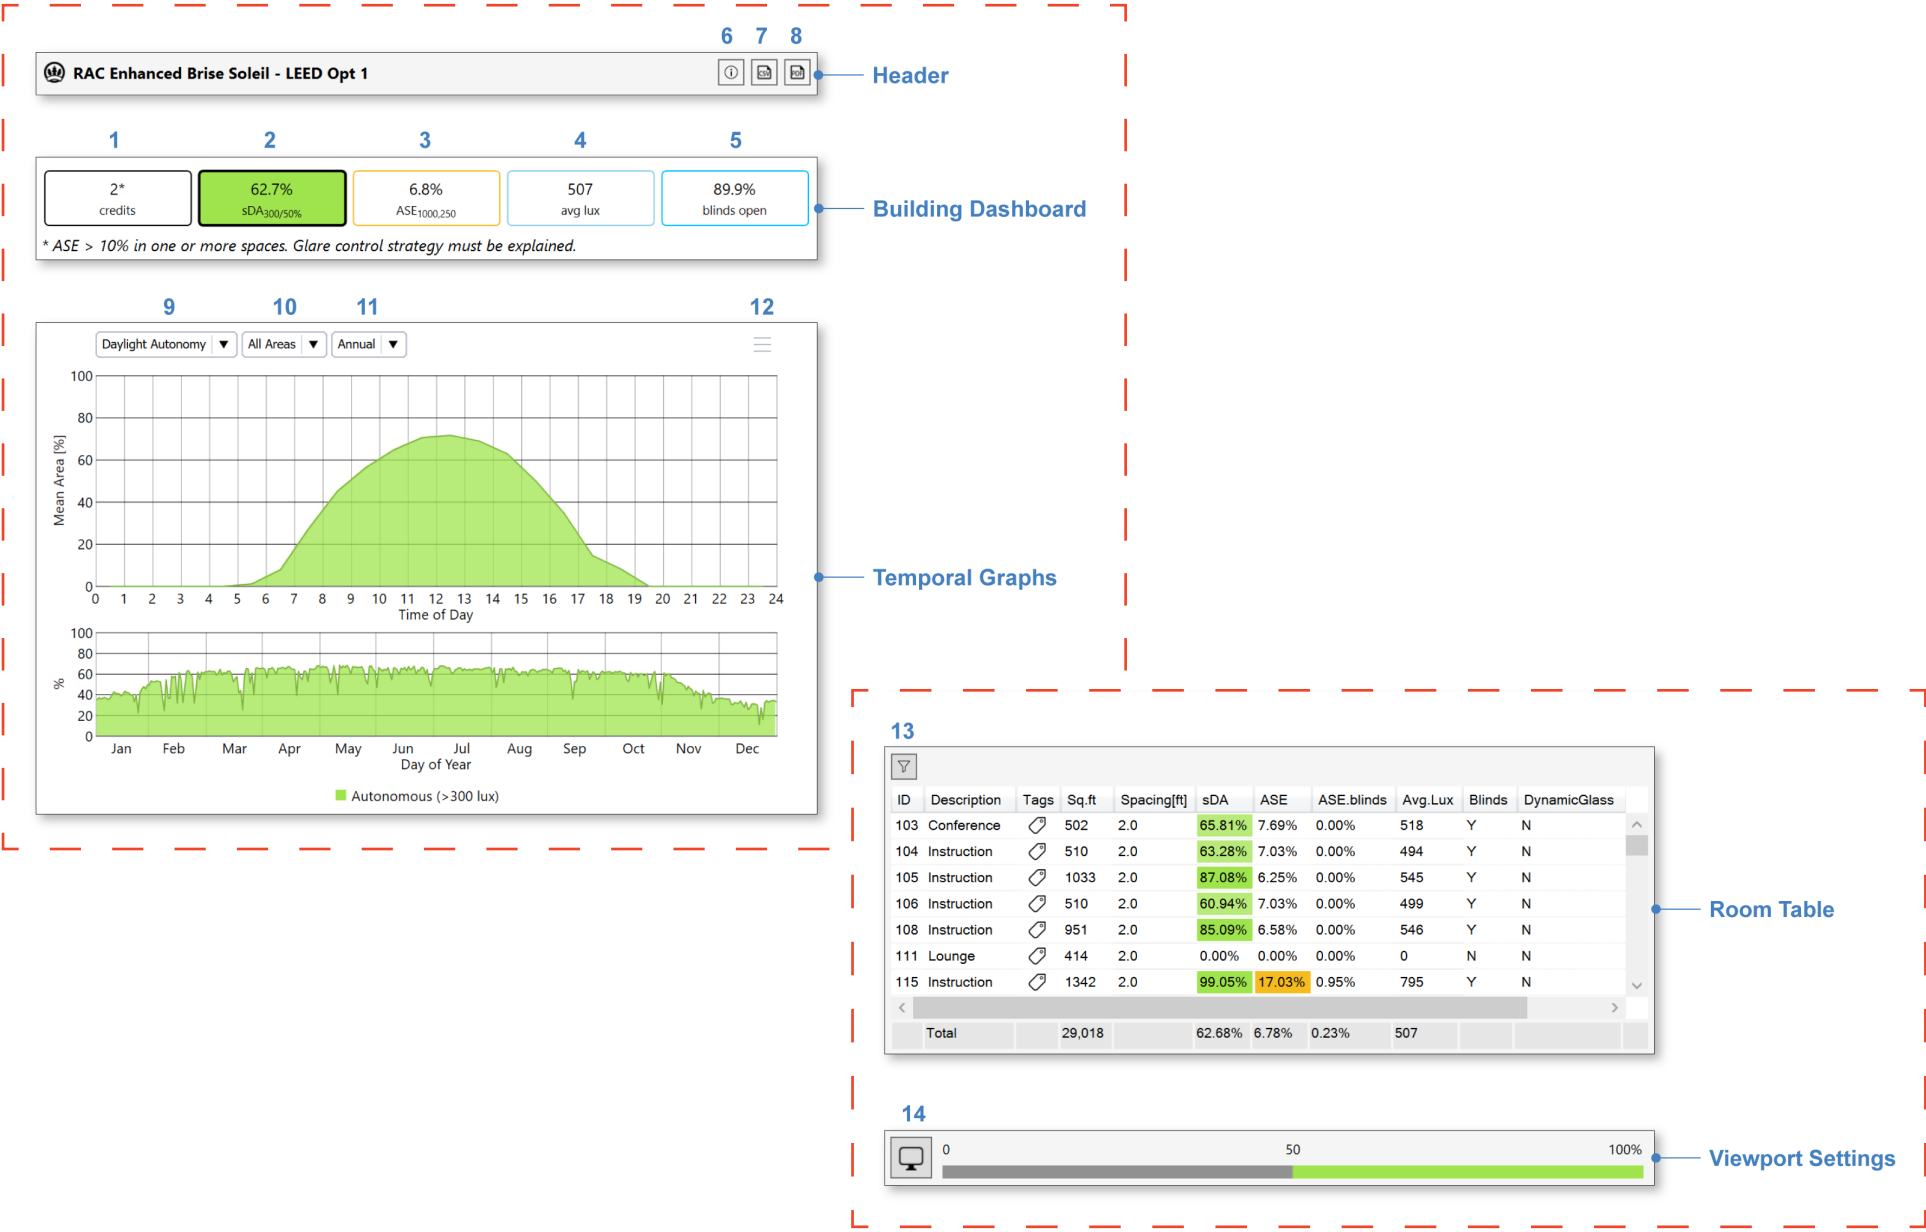 6 7 8
RAC Enhanced Brise Soleil - LEED Opt 1
CSV
PDF
Header
1 2 3 4 5
2* 62.7% 6.8% 507 89.9%
credits sDA300/50% ASE1000,250 avg lux blinds open
Building Dashboard
* ASE > 10% in one or more spaces. Glare control strategy must be explained.
9 10 11 12
Daylight Autonomy ▼ All Areas ▼ Annual ▼
100
80
60
40
20
0
Mean Area [%]
0 1 2 3 4 5 6 7 8 9 10 11 12 13 14 15 16 17 18 19 20 21 22 23 24
Time of Day
Temporal Graphs
100
80
60
40
20
0
%
Jan Feb Mar Apr May Jun Jul Aug Sep Oct Nov Dec
Day of Year
Autonomous (>300 lux)
13
ID Description Tags Sq.ft Spacing[ft] sDA ASE ASE.blinds Avg.Lux Blinds DynamicGlass
103 Conference 502 2.0 65.81% 7.69% 0.00% 518 Y N
104 Instruction 510 2.0 63.28% 7.03% 0.00% 494 Y N
105 Instruction 1033 2.0 87.08% 6.25% 0.00% 545 Y N
106 Instruction 510 2.0 60.94% 7.03% 0.00% 499 Y N
108 Instruction 951 2.0 85.09% 6.58% 0.00% 546 Y N
111 Lounge 414 2.0 0.00% 0.00% 0.00% 0 N N
115 Instruction 1342 2.0 99.05% 17.03% 0.95% 795 Y N
Total 29,018 62.68% 6.78% 0.23% 507
Room Table
14
0 50 100%
Viewport Settings